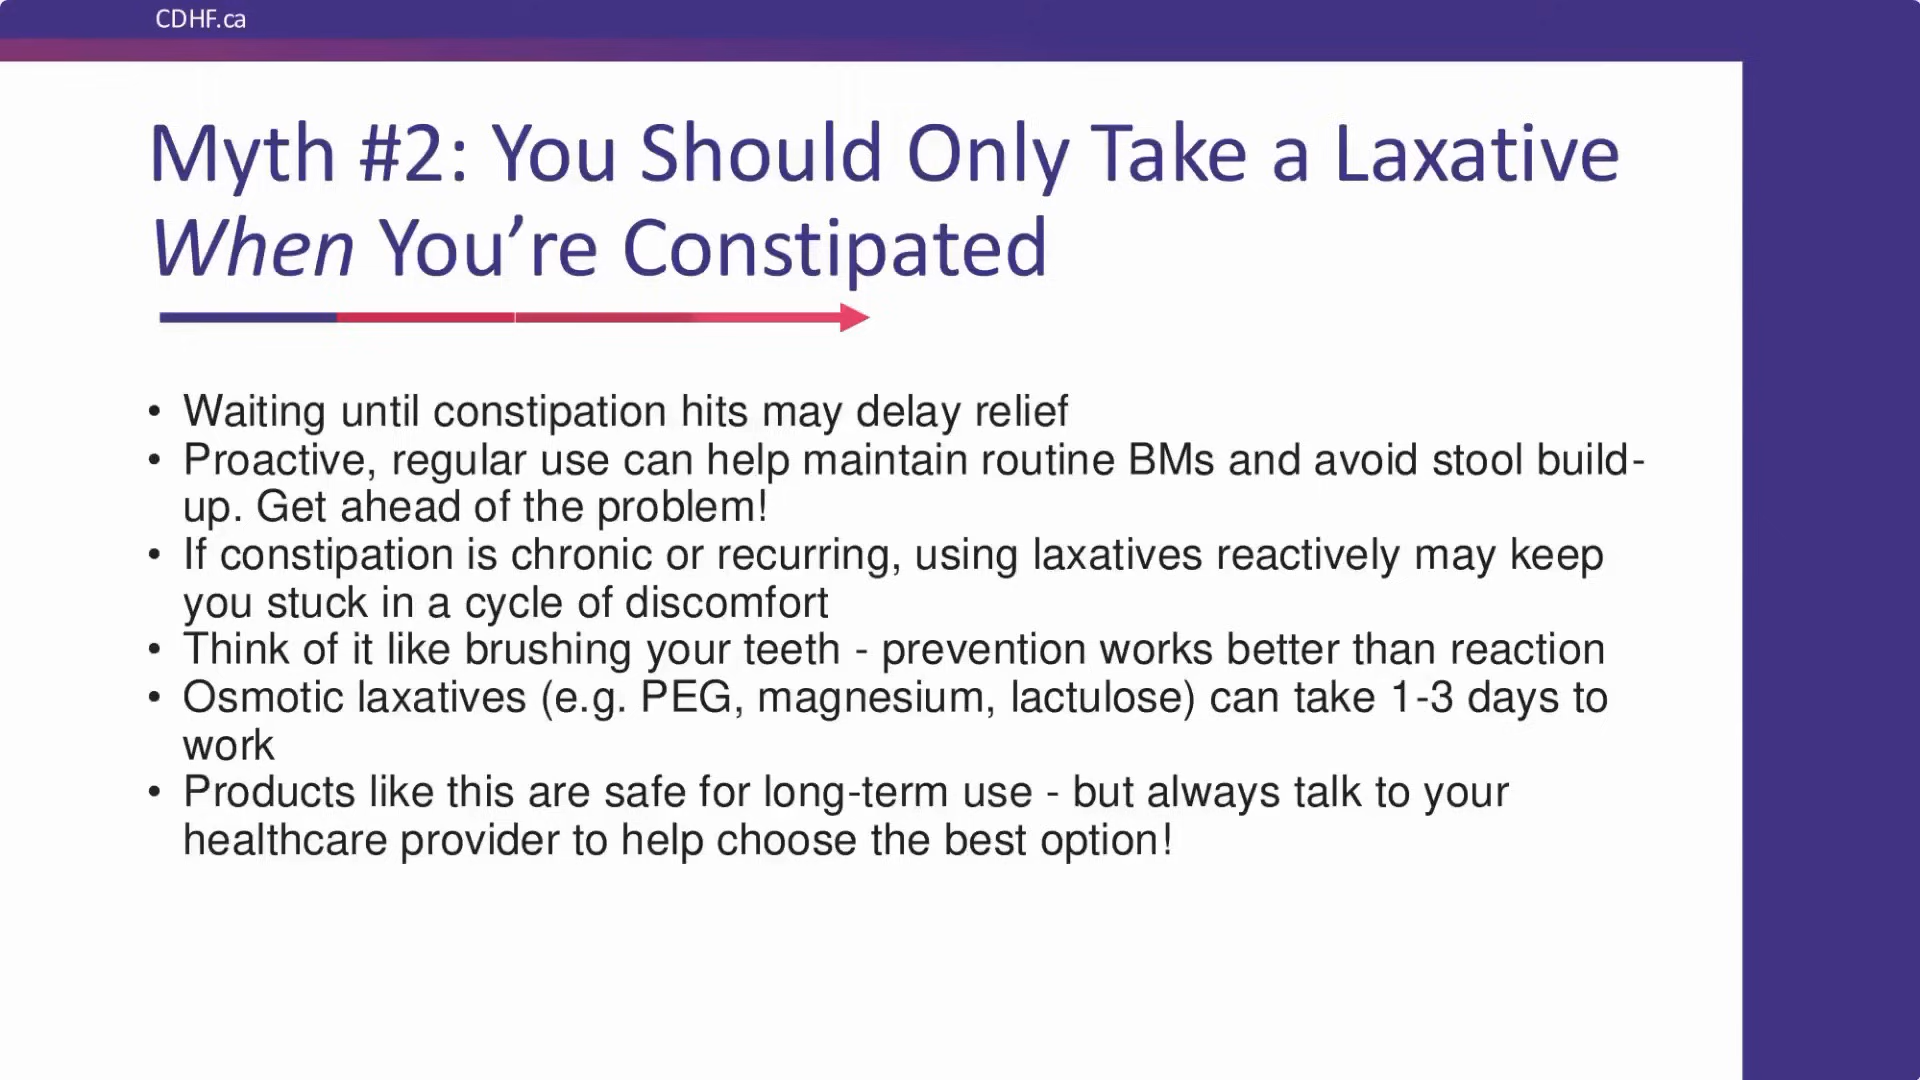 CDHF.ca
Myth #2: You Should Only Take a Laxative
When You’re Constipated
• Waiting until constipation hits may delay relief
• Proactive, regular use can help maintain routine BMs and avoid stool build-
up. Get ahead of the problem!
• If constipation is chronic or recurring, using laxatives reactively may keep
you stuck in a cycle of discomfort
• Think of it like brushing your teeth - prevention works better than reaction
• Osmotic laxatives (e.g. PEG, magnesium, lactulose) can take 1-3 days to
work
• Products like this are safe for long-term use - but always talk to your
healthcare provider to help choose the best option!